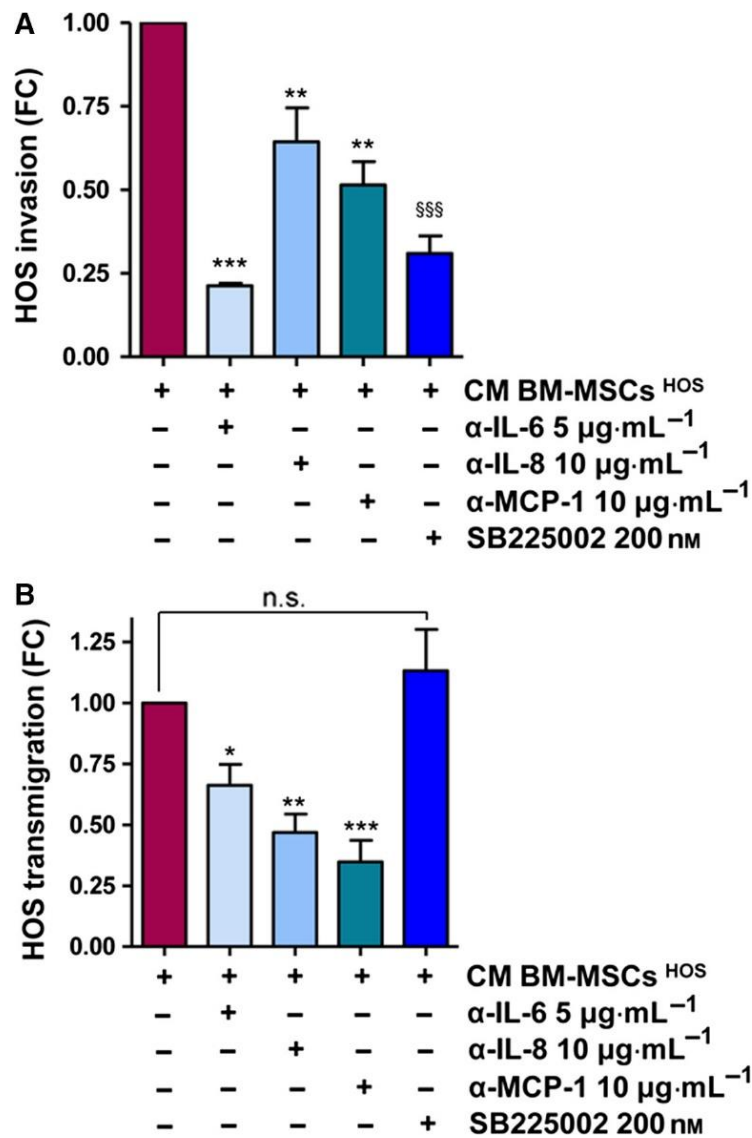 A
HOS invasion (FC)
1.00
0.75
0.50
0.25
0.00
***
**
**
§§§
+ + + + + CM BM-MSCs HOS
– + – – – α-IL-6 5 µg·mL–1
– – + – – α-IL-8 10 µg·mL–1
– – – + – α-MCP-1 10 µg·mL–1
– – – – + SB225002 200 nM
B
n.s.
HOS transmigration (FC)
1.25
1.00
0.75
0.50
0.25
0.00
*
**
***
+ + + + + CM BM-MSCs HOS
– + – – – α-IL-6 5 µg·mL–1
– – + – – α-IL-8 10 µg·mL–1
– – – + – α-MCP-1 10 µg·mL–1
– – – – + SB225002 200 nM